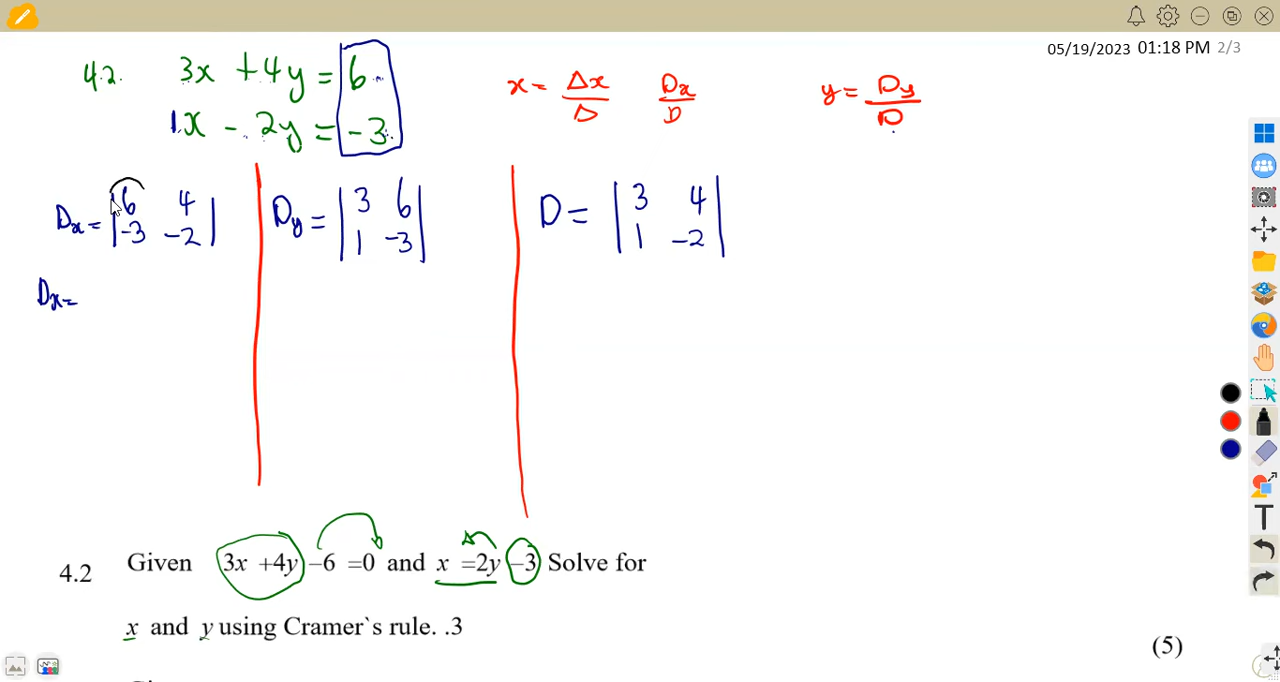 05/19/2023 01:18 PM 2/3
4.2. 3x + 4y = 6
1x - 2y = -3
x = Δx/Δ Dx/D
y = Dy/D
Dx = |6 4|
|-3 -2|
Dy = |3 6|
|1 -3|
D = |3 4|
|1 -2|
Dx =
4.2 Given 3x +4y −6 =0 and x =2y −3 Solve for
x and y using Cramer`s rule. .3
(5)
T